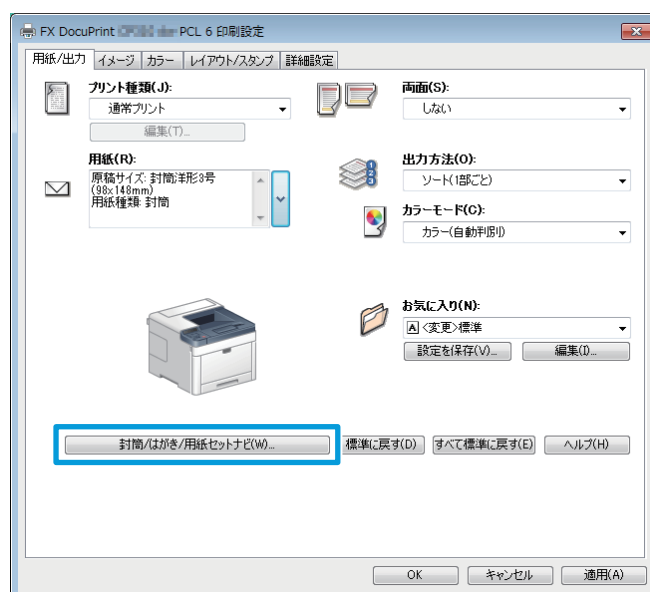 FX DocuPrint PCL 6 印刷設定
用紙/出力 イメージ カラー レイアウト/スタンプ 詳細設定
プリント種類(J):
通常プリント
編集(T)...
用紙(R):
原稿サイズ: 封筒洋形3号
(98x148mm)
用紙種類: 封筒
両面(S):
しない
出力方法(O):
1
2
3
ソート(1部ごと)
カラーモード(C):
カラー(自動判別)
お気に入り(N):
A <変更>標準
設定を保存(V)... 編集(I)...
封筒/はがき/用紙セットナビ(W)... 標準に戻す(D) すべて標準に戻す(E) ヘルプ(H)
OK キャンセル 適用(A)